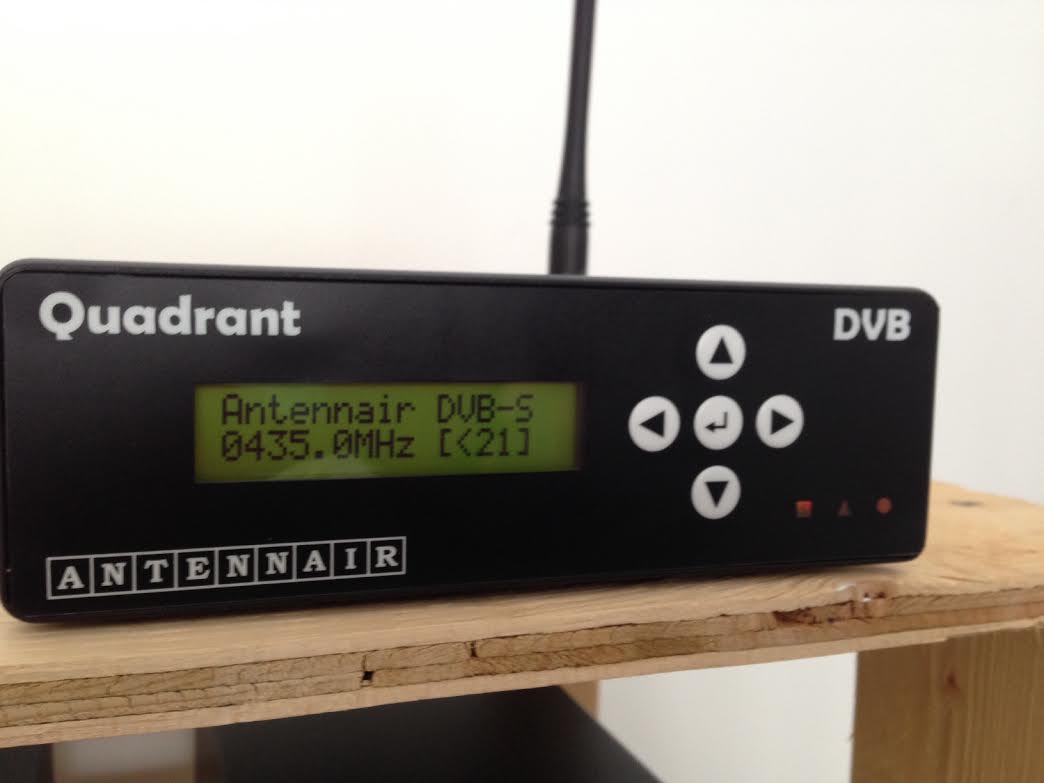 Quadrant
DVB
Antennair DVB-S
0435.0MHz [<21]
ANTENNAIR